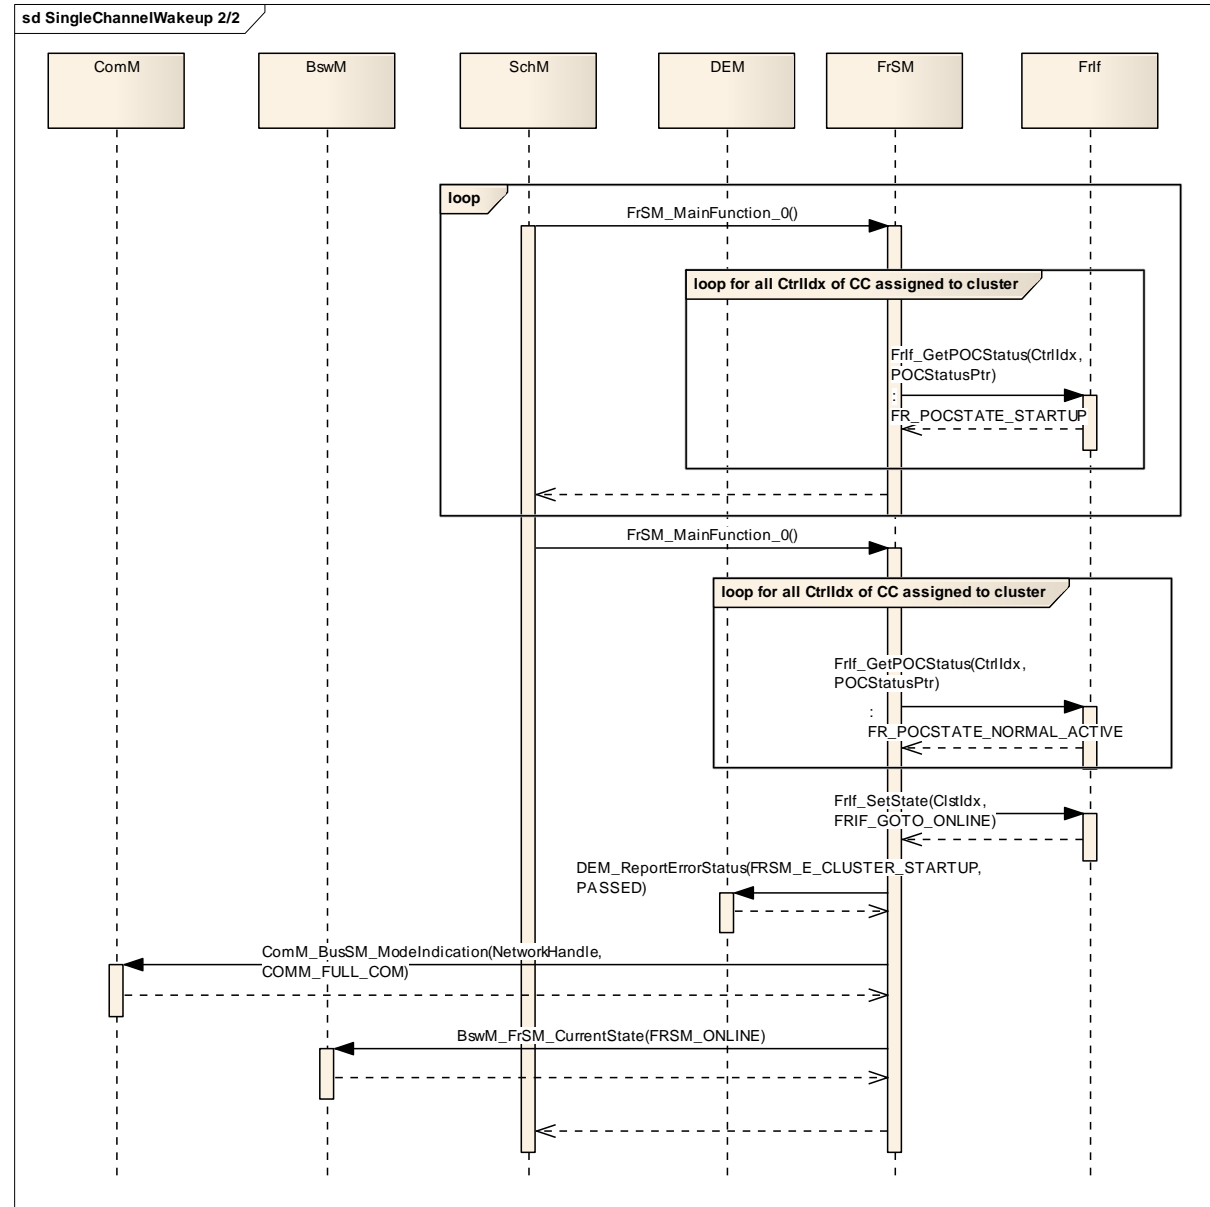 sd SingleChannelWakeup 2/2
ComM
BswM
SchM
DEM
FrSM
FrIf
loop
FrSM_MainFunction_0()
loop for all CtrlIdx of CC assigned to cluster
FrIf_GetPOCStatus(CtrlIdx,
POCStatusPtr)
:
FR_POCSTATE_STARTUP
FrSM_MainFunction_0()
loop for all CtrlIdx of CC assigned to cluster
FrIf_GetPOCStatus(CtrlIdx,
POCStatusPtr)
:
FR_POCSTATE_NORMAL_ACTIVE
FrIf_SetState(ClstIdx,
FRIF_GOTO_ONLINE)
DEM_ReportErrorStatus(FRSM_E_CLUSTER_STARTUP,
PASSED)
ComM_BusSM_ModeIndication(NetworkHandle,
COMM_FULL_COM)
BswM_FrSM_CurrentState(FRSM_ONLINE)